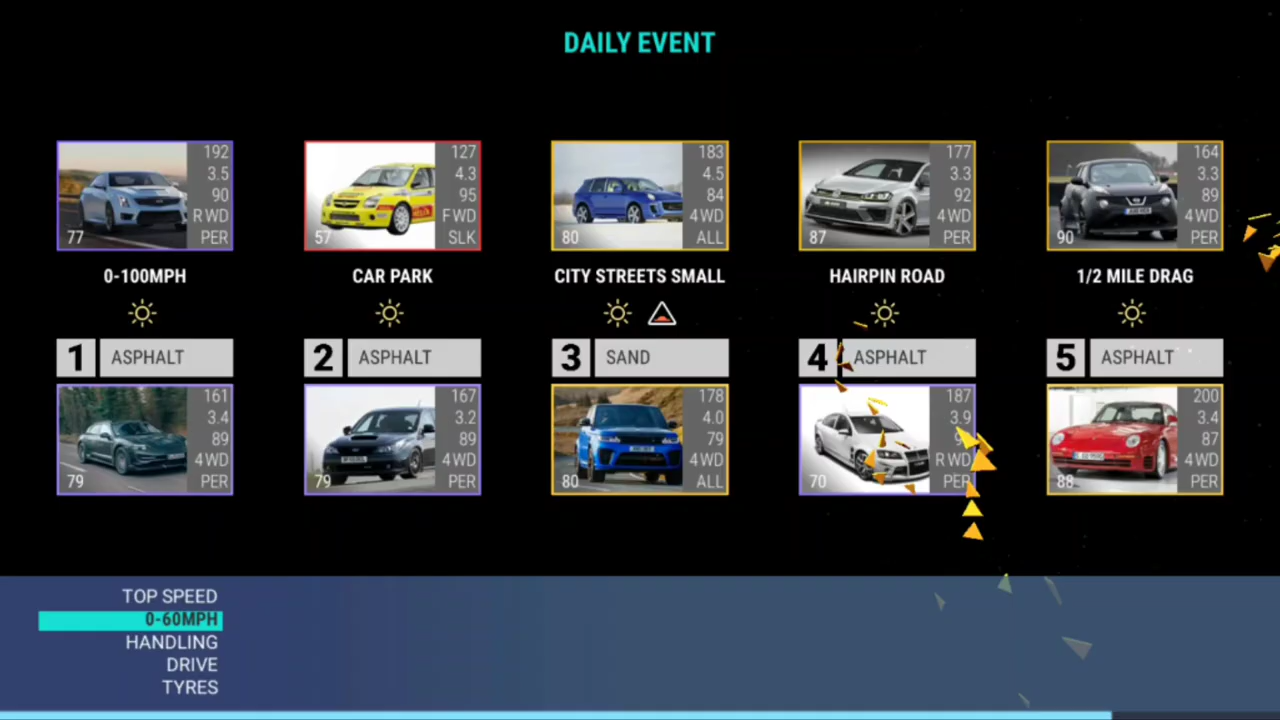 DAILY EVENT
192
3.5
90
RWD
77 PER
127
4.3
95
FWD
57 SLK
183
4.5
84
4WD
80 ALL
177
3.3
92
4WD
87 PER
164
3.3
89
4WD
90 PER
0-100MPH CAR PARK CITY STREETS SMALL HAIRPIN ROAD 1/2 MILE DRAG
1 ASPHALT 2 ASPHALT 3 SAND 4 ASPHALT 5 ASPHALT
161
3.4
89
4WD
79 PER
167
3.2
89
4WD
79 PER
178
4.0
79
4WD
80 ALL
187
3.9
RWD
70 PER
200
3.4
87
4WD
88 PER
TOP SPEED
0-60MPH
HANDLING
DRIVE
TYRES